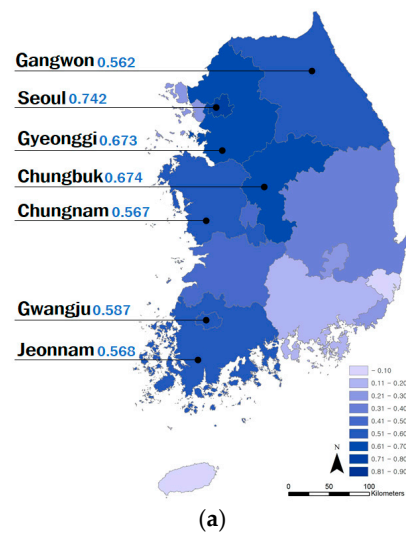 Gangwon 0.562
Seoul 0.742
Gyeonggi 0.673
Chungbuk 0.674
Chungnam 0.567
Gwangju 0.587
Jeonnam 0.568
- 0.10
0.11 - 0.20
0.21 - 0.30
0.31 - 0.40
0.41 - 0.50
0.51 - 0.60
0.61 - 0.70
0.71 - 0.80
0.81 - 0.90
N
0 25 50 100
Kilometers
(a)